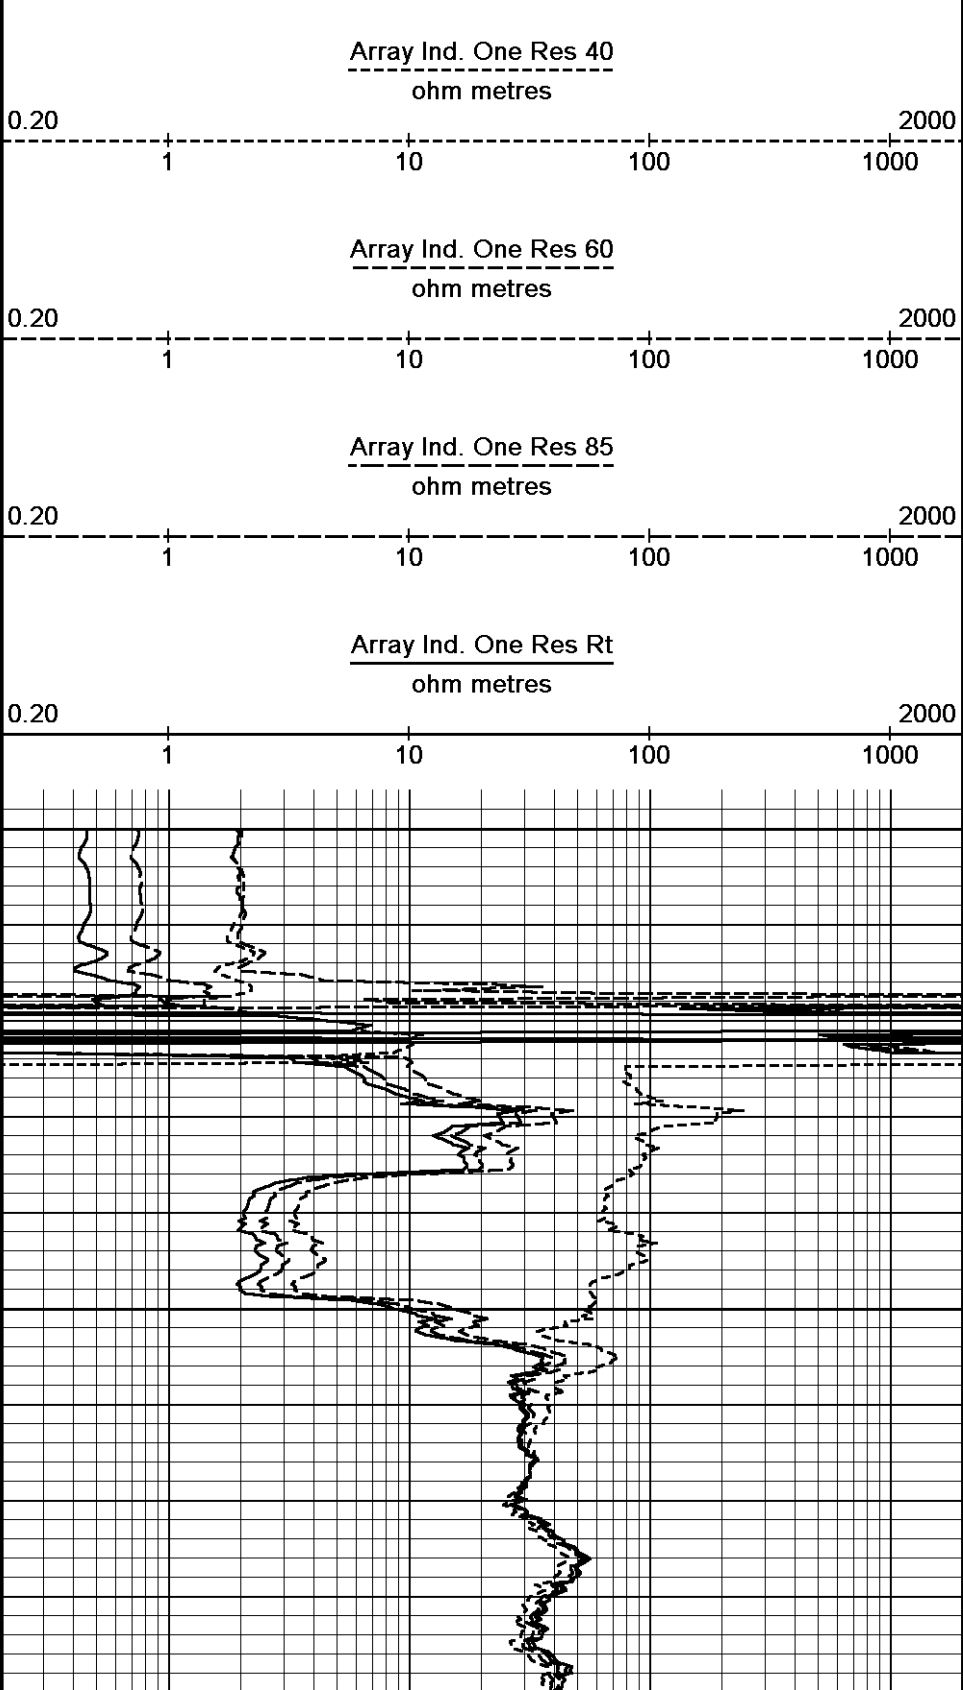 Array Ind. One Res 40
ohm metres
0.20 2000
1 10 100 1000
Array Ind. One Res 60
ohm metres
0.20 2000
1 10 100 1000
Array Ind. One Res 85
ohm metres
0.20 2000
1 10 100 1000
Array Ind. One Res Rt
ohm metres
0.20 2000
1 10 100 1000